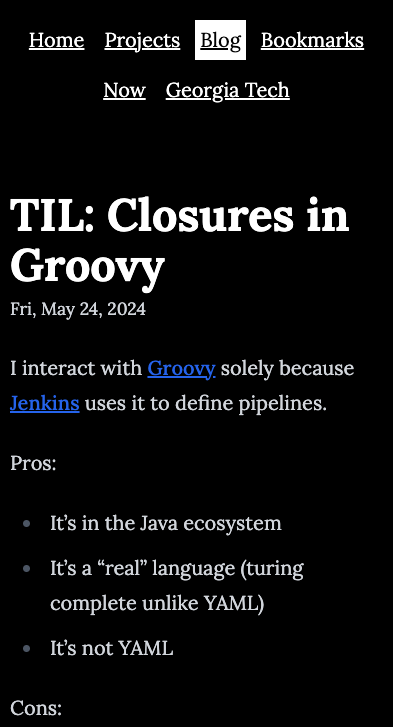 Home Projects Blog Bookmarks
Now Georgia Tech
TIL: Closures in
Groovy
Fri, May 24, 2024
I interact with Groovy solely because
Jenkins uses it to define pipelines.
Pros:
It’s in the Java ecosystem
It’s a “real” language (turing
complete unlike YAML)
It’s not YAML
Cons: